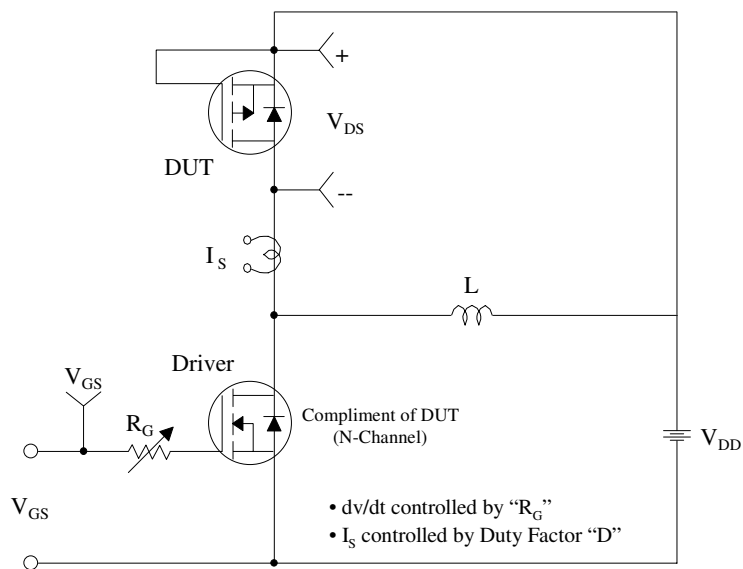 +
V_DS
DUT
--
I_S
L
Driver
V_GS
R_G
Compliment of DUT
(N-Channel)
V_DD
V_GS
• dv/dt controlled by “R_G”
• I_S controlled by Duty Factor “D”